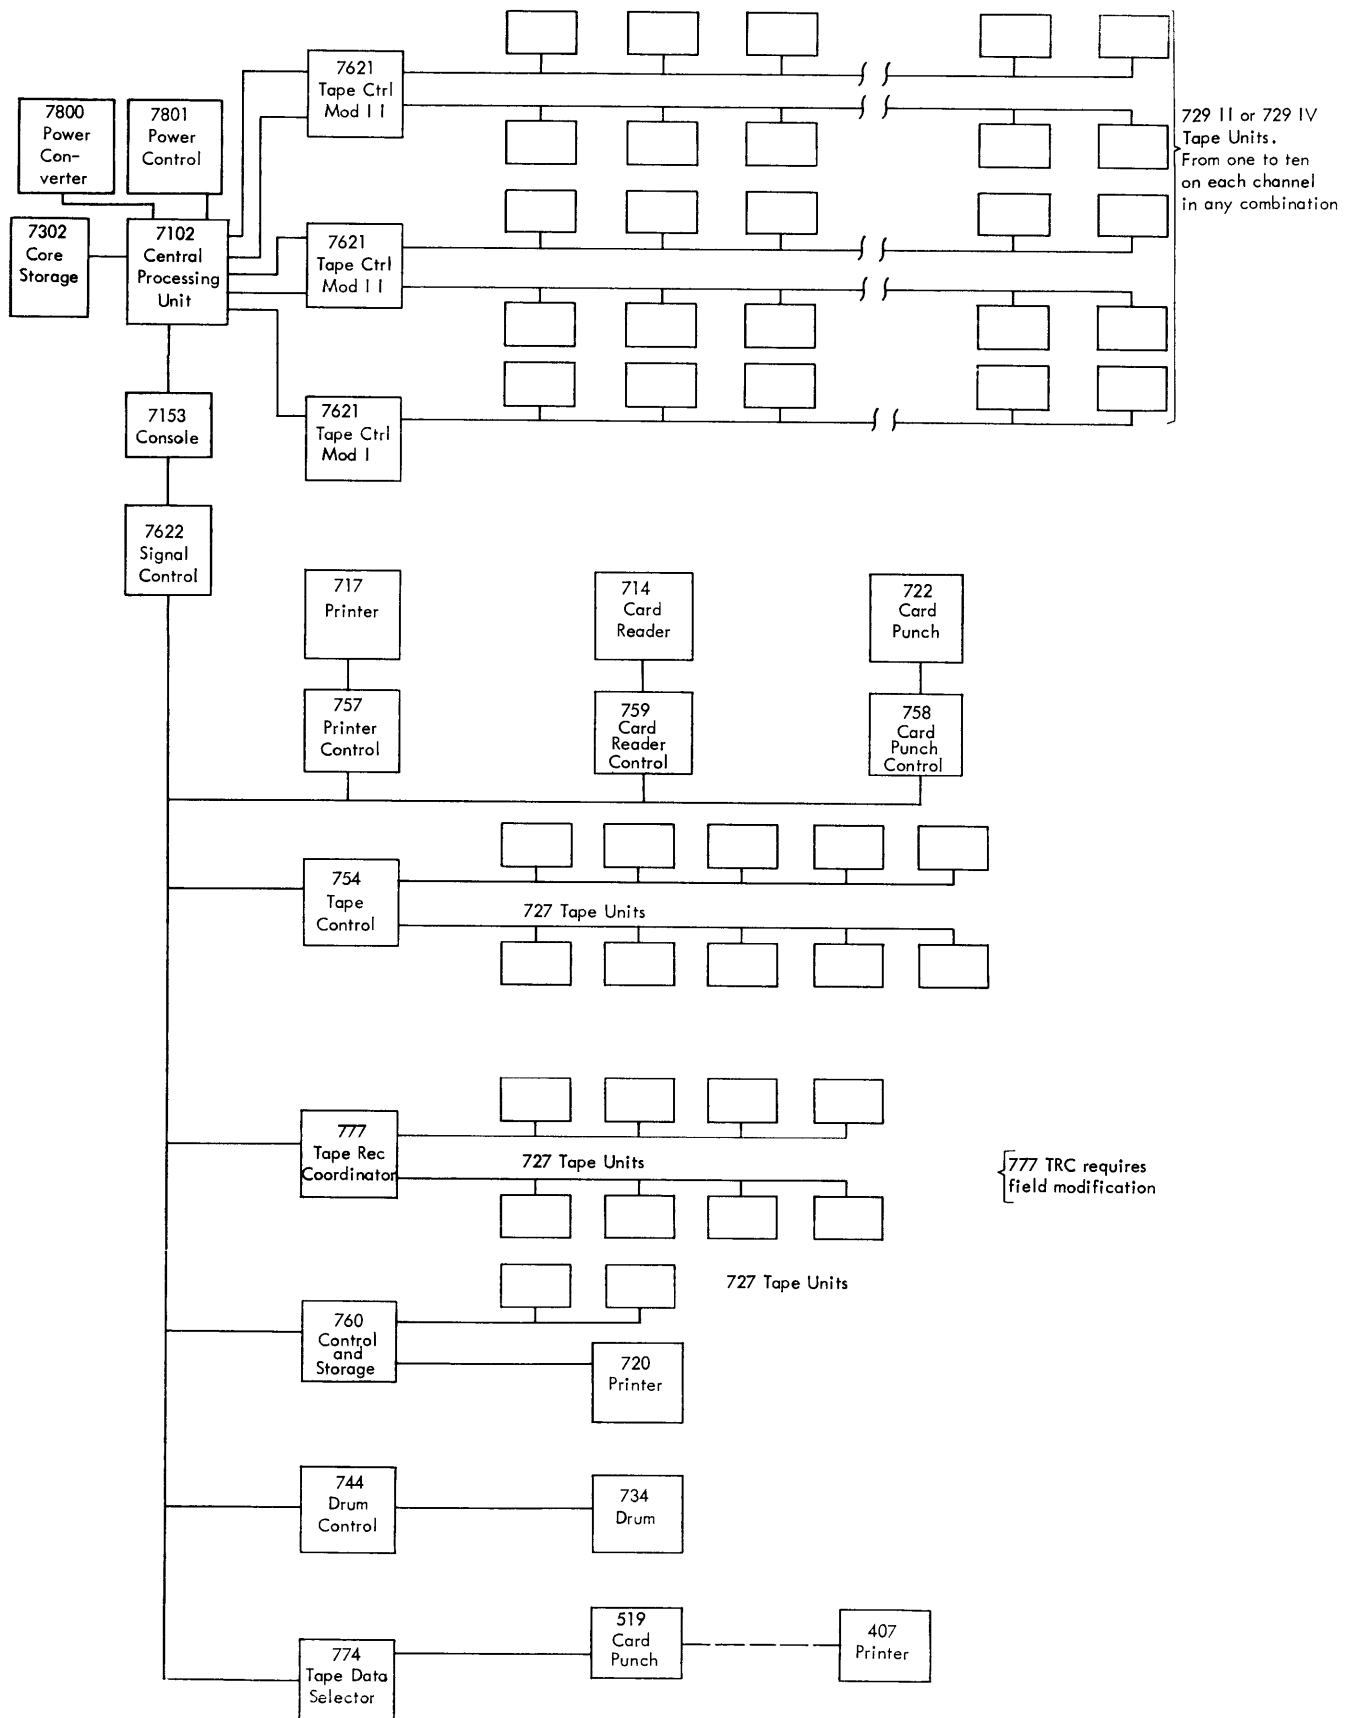 7800
Power
Con-
verter
7801
Power
Control
7302
Core
Storage
7102
Central
Processing
Unit
7621
Tape Ctrl
Mod II
7621
Tape Ctrl
Mod II
7621
Tape Ctrl
Mod I
729 II or 729 IV
Tape Units.
From one to ten
on each channel
in any combination
7153
Console
7622
Signal
Control
717
Printer
714
Card
Reader
722
Card
Punch
757
Printer
Control
759
Card
Reader
Control
758
Card
Punch
Control
754
Tape
Control
727 Tape Units
777
Tape Rec
Coordinator
727 Tape Units
777 TRC requires
field modification
727 Tape Units
760
Control
and
Storage
720
Printer
744
Drum
Control
734
Drum
774
Tape Data
Selector
519
Card
Punch
407
Printer